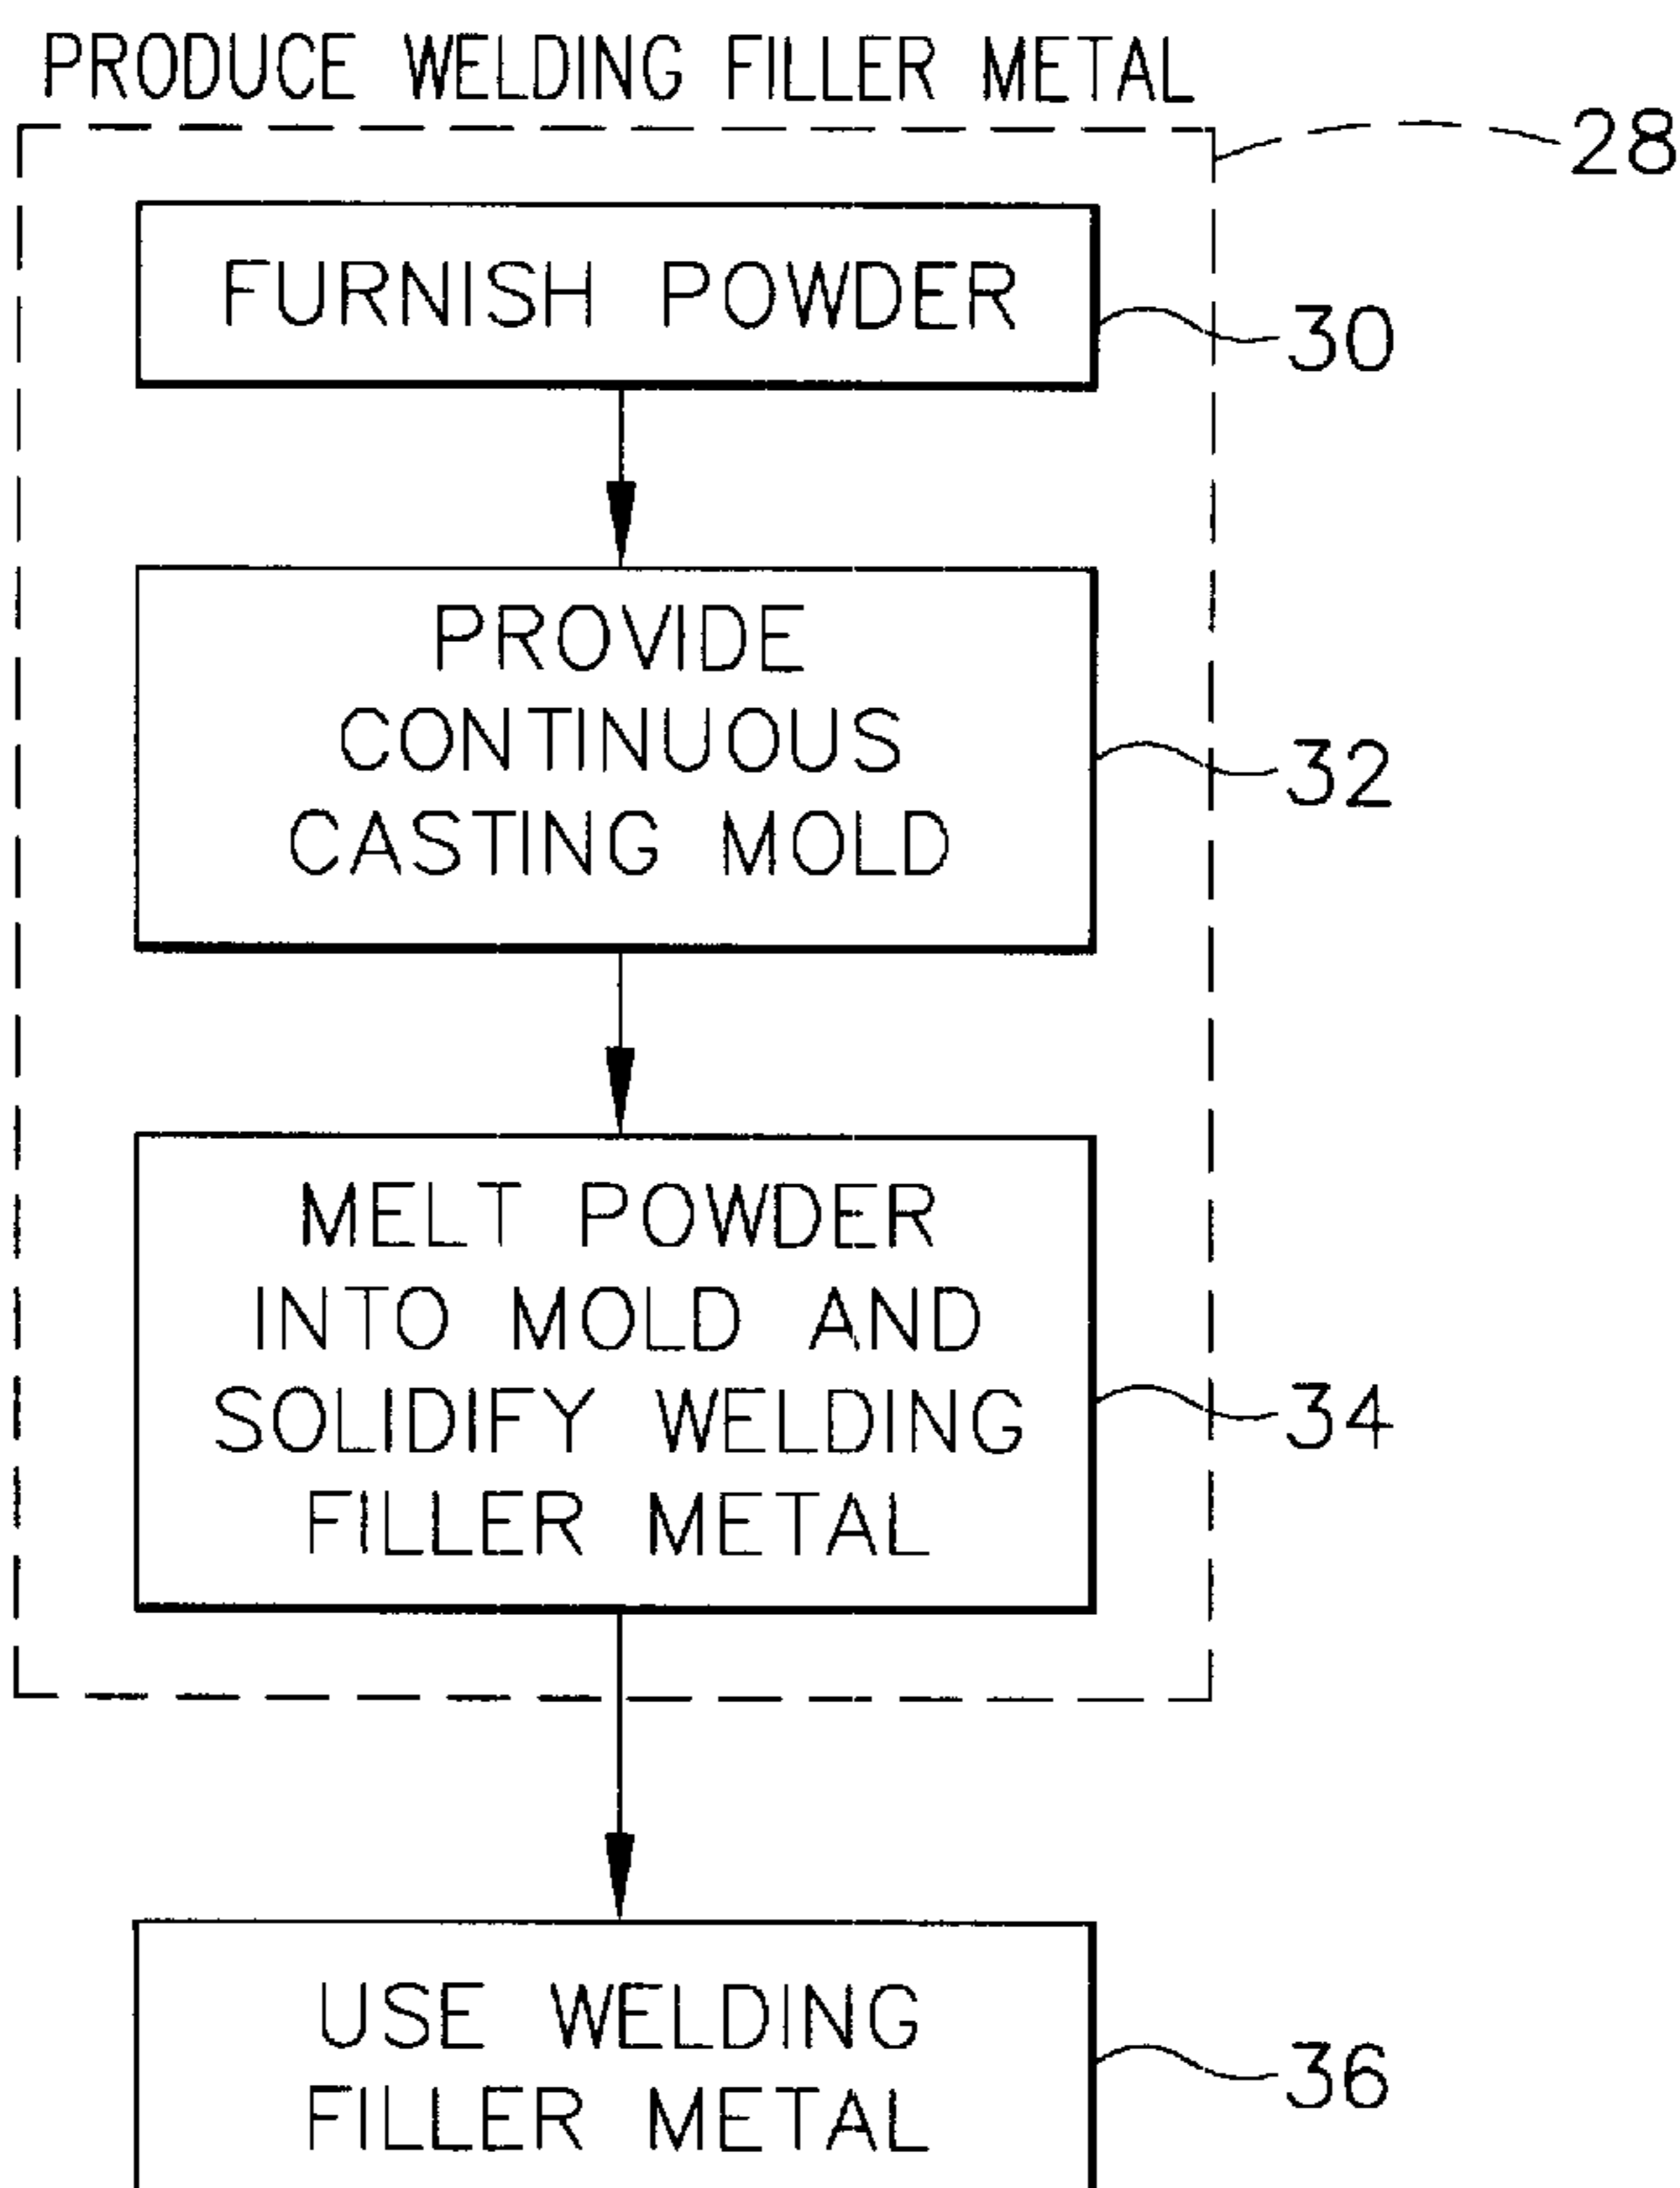 PRODUCE WELDING FILLER METAL
28
FURNISH POWDER
30
PROVIDE
CONTINUOUS
CASTING MOLD
32
MELT POWDER
INTO MOLD AND
SOLIDIFY WELDING
FILLER METAL
34
USE WELDING
FILLER METAL
36